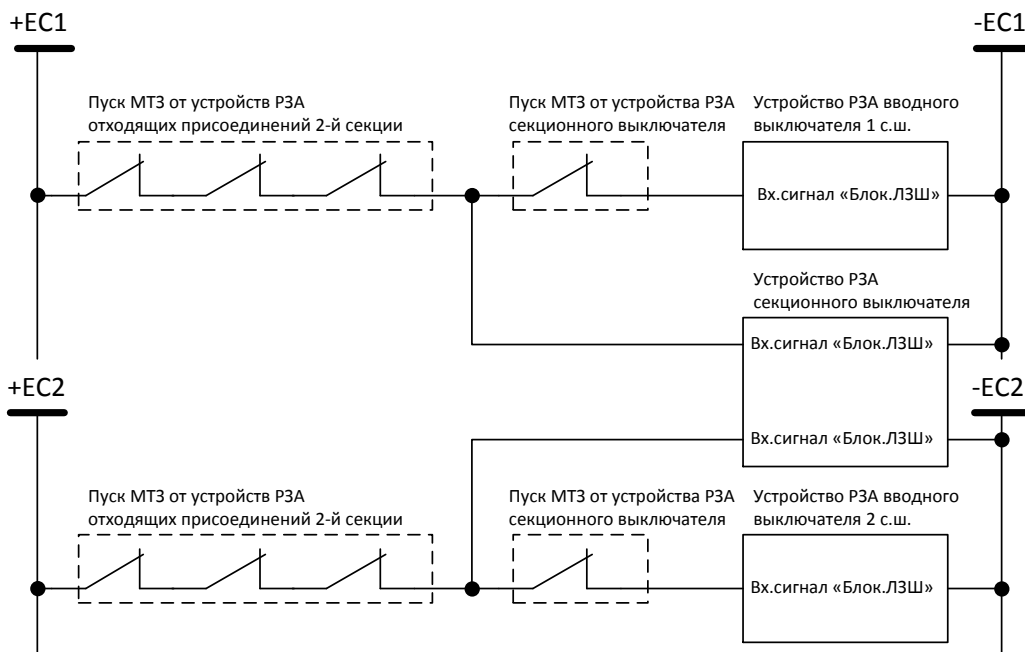 +EC1
-EC1
Пуск МТЗ от устройств РЗА
отходящих присоединений 2-й секции
Пуск МТЗ от устройства РЗА
секционного выключателя
Устройство РЗА вводного
выключателя 1 с.ш.
Вх.сигнал «Блок.ЛЗШ»
Устройство РЗА
секционного выключателя
Вх.сигнал «Блок.ЛЗШ»
+EC2
-EC2
Вх.сигнал «Блок.ЛЗШ»
Пуск МТЗ от устройств РЗА
отходящих присоединений 2-й секции
Пуск МТЗ от устройства РЗА
секционного выключателя
Устройство РЗА вводного
выключателя 2 с.ш.
Вх.сигнал «Блок.ЛЗШ»